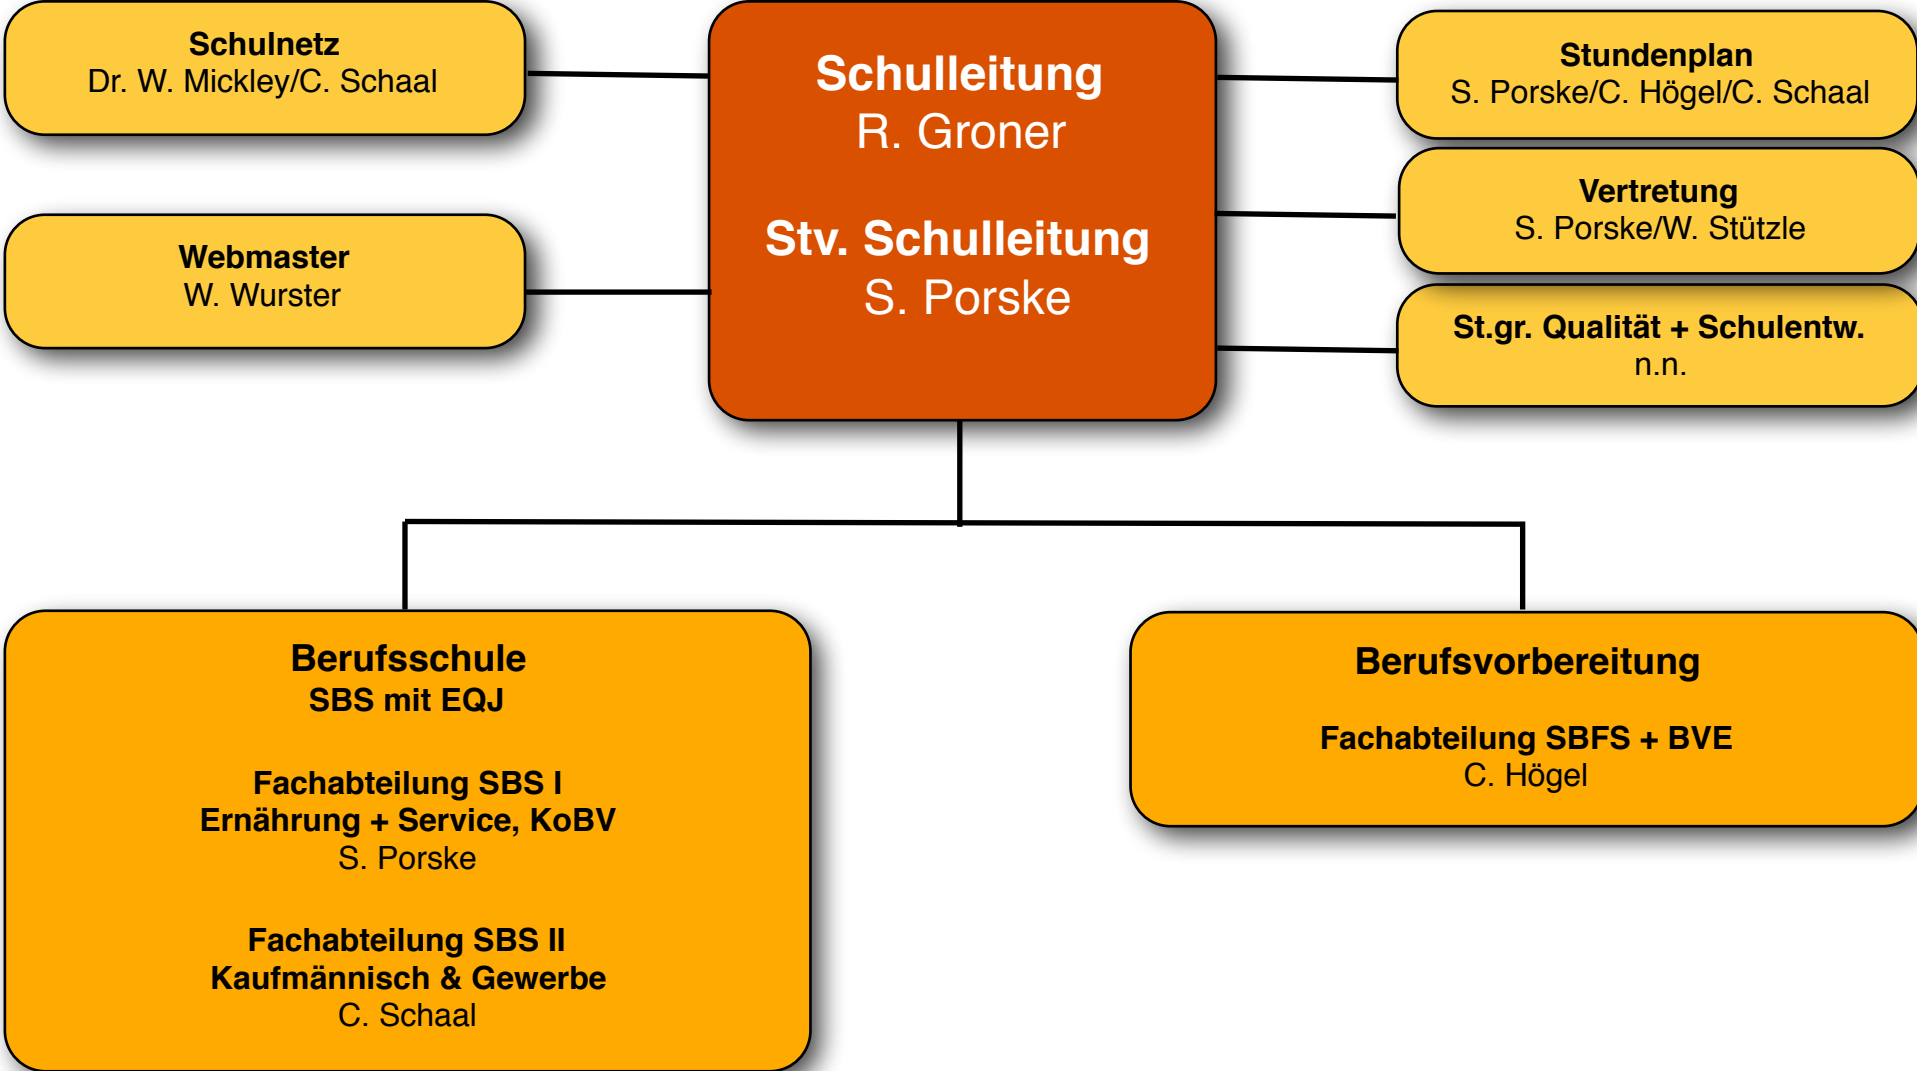 Schulnetz
Dr. W. Mickley/C. Schaal
Webmaster
W. Wurster
Schulleitung
R. Groner
Stv. Schulleitung
S. Porske
Stundenplan
S. Porske/C. Högel/C. Schaal
Vertretung
S. Porske/W. Stützle
St.gr. Qualität + Schulentw.
n.n.
Berufsschule
SBS mit EQJ
Fachabteilung SBS I
Ernährung + Service, KoBV
S. Porske
Fachabteilung SBS II
Kaufmännisch & Gewerbe
C. Schaal
Berufsvorbereitung
Fachabteilung SBFS + BVE
C. Högel